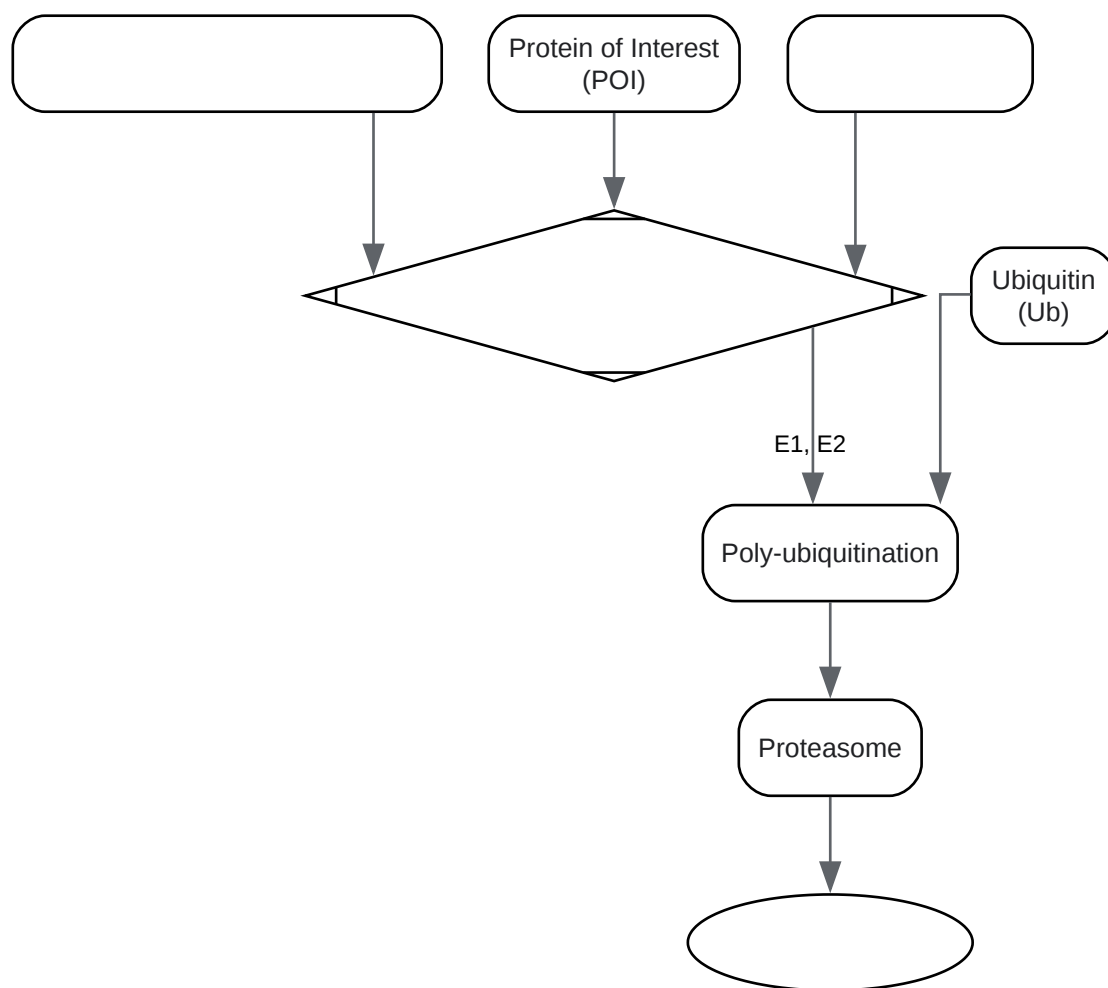 Protein of Interest
(POI)
Ubiquitin
(Ub)
E1, E2
Poly-ubiquitination
Proteasome